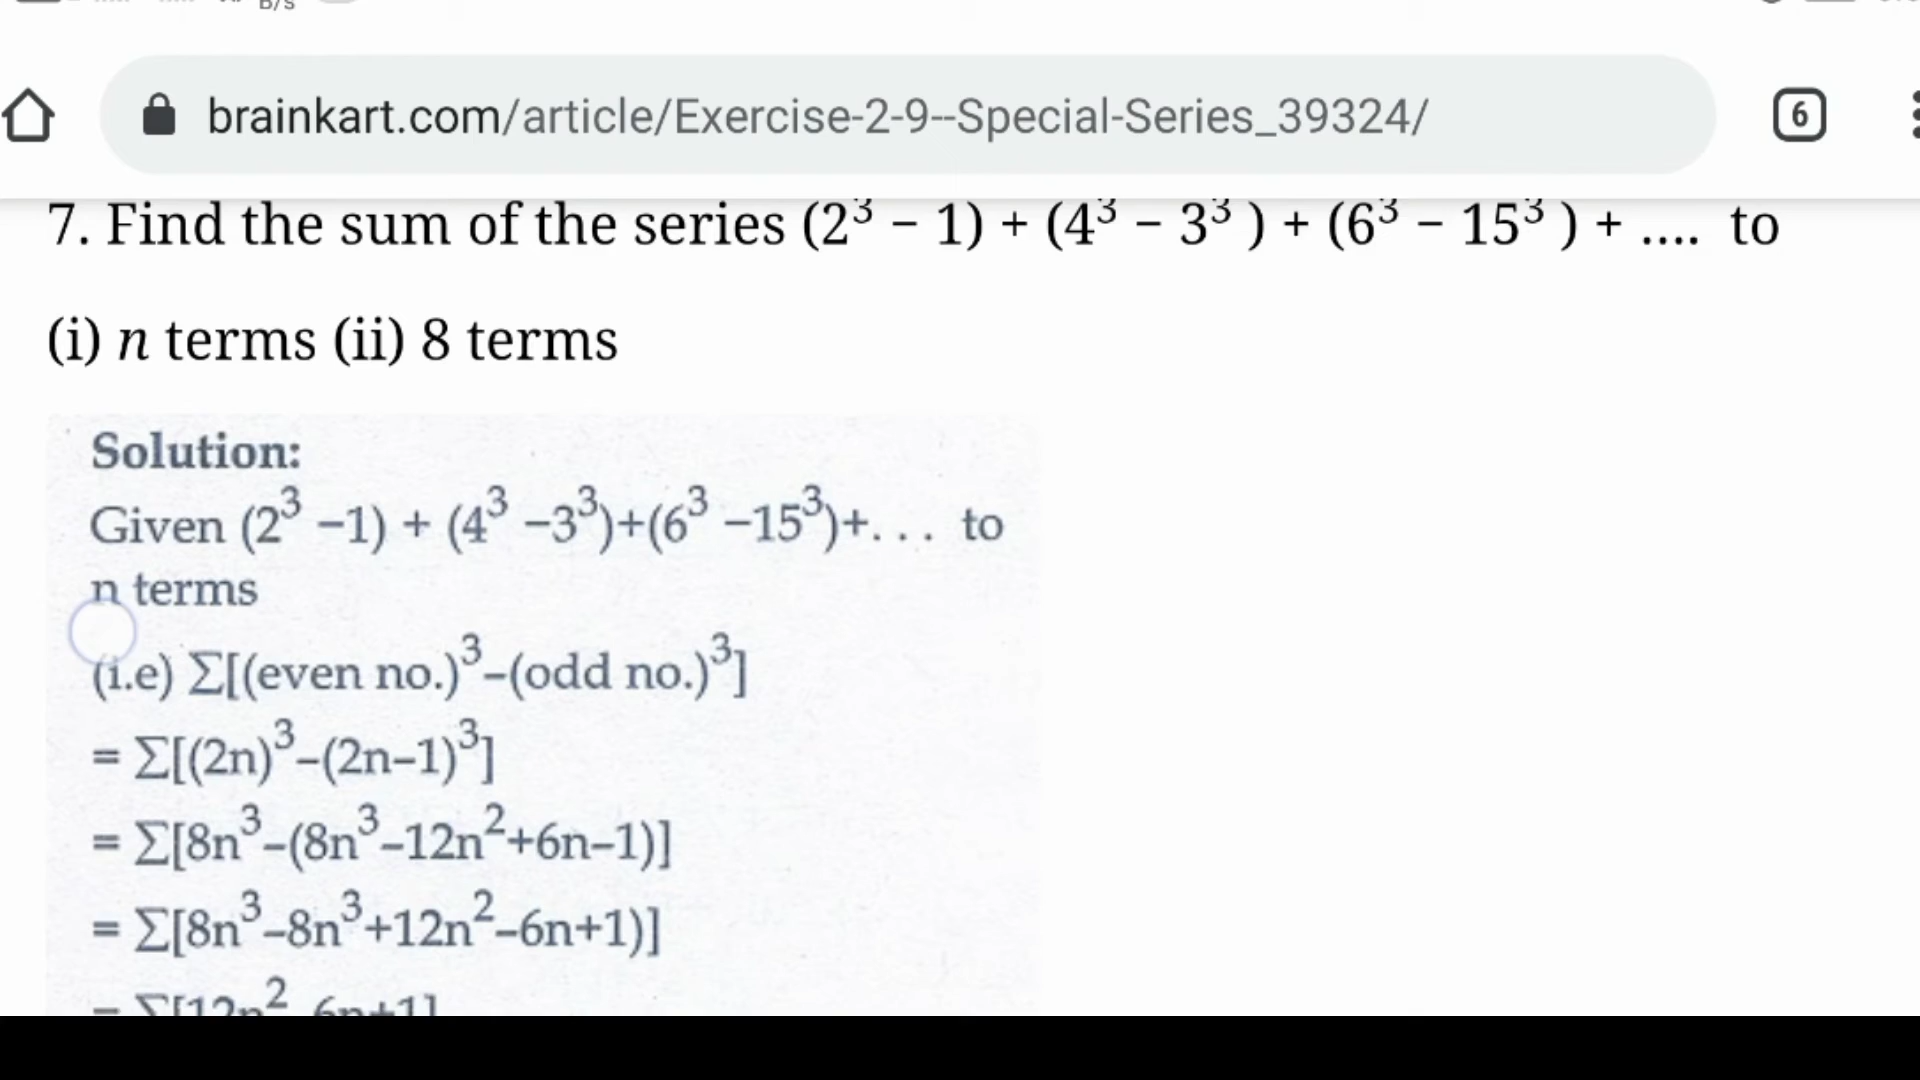 B/s
brainkart.com/article/Exercise-2-9--Special-Series_39324/ 6
7. Find the sum of the series (2³ − 1) + (4³ − 3³ ) + (6³ − 15³ ) + .... to
(i) n terms (ii) 8 terms
Solution:
Given (2³ −1) + (4³ −3³)+(6³ −15³)+. . . to
n terms
(i.e) Σ[(even no.)³−(odd no.)³]
= Σ[(2n)³−(2n−1)³]
= Σ[8n³−(8n³−12n²+6n−1)]
= Σ[8n³−8n³+12n²−6n+1)]
= Σ[12n² 6n+1]